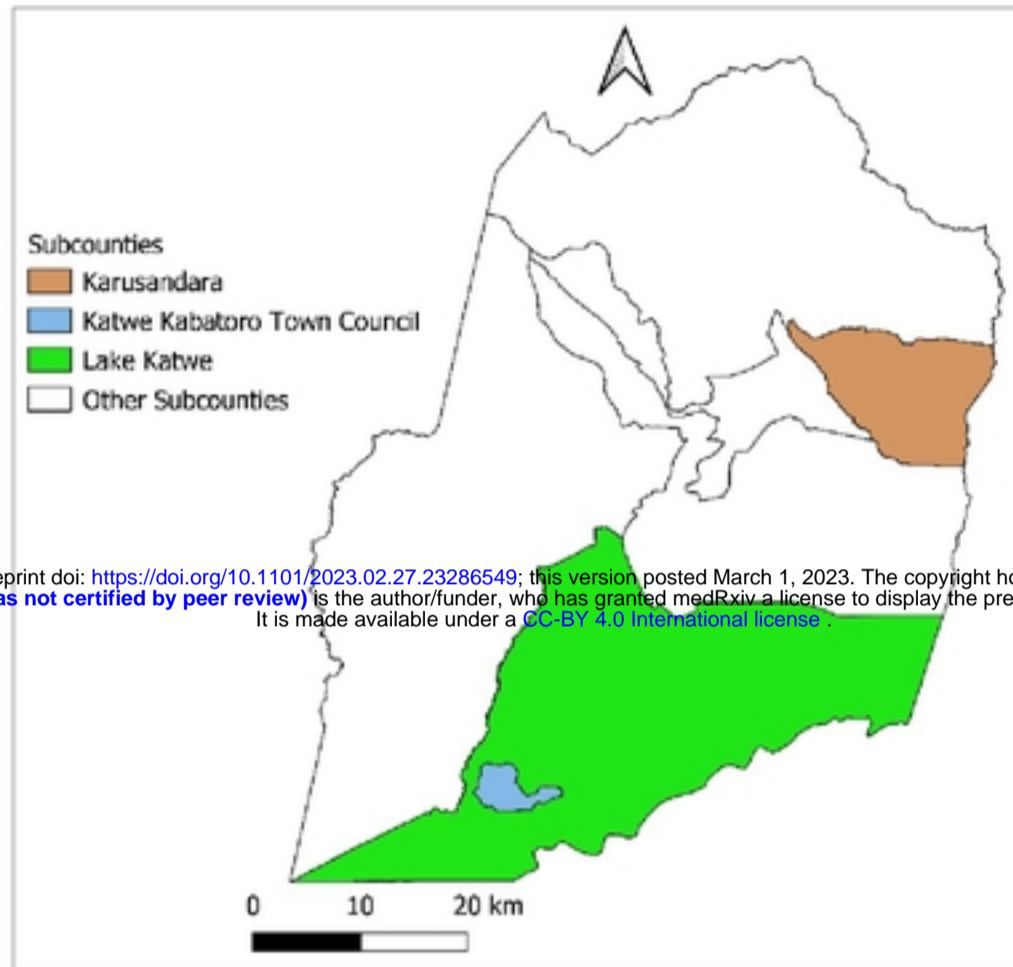 Subcounties
Karusandara
Katwe Kabatoro Town Council
Lake Katwe
Other Subcounties
eprint doi: https://doi.org/10.1101/2023.02.27.23286549; this version posted March 1, 2023. The copyright ho
as not certified by peer review) is the author/funder, who has granted medRxiv a license to display the pre
It is made available under a CC-BY 4.0 International license .
0 10 20 km